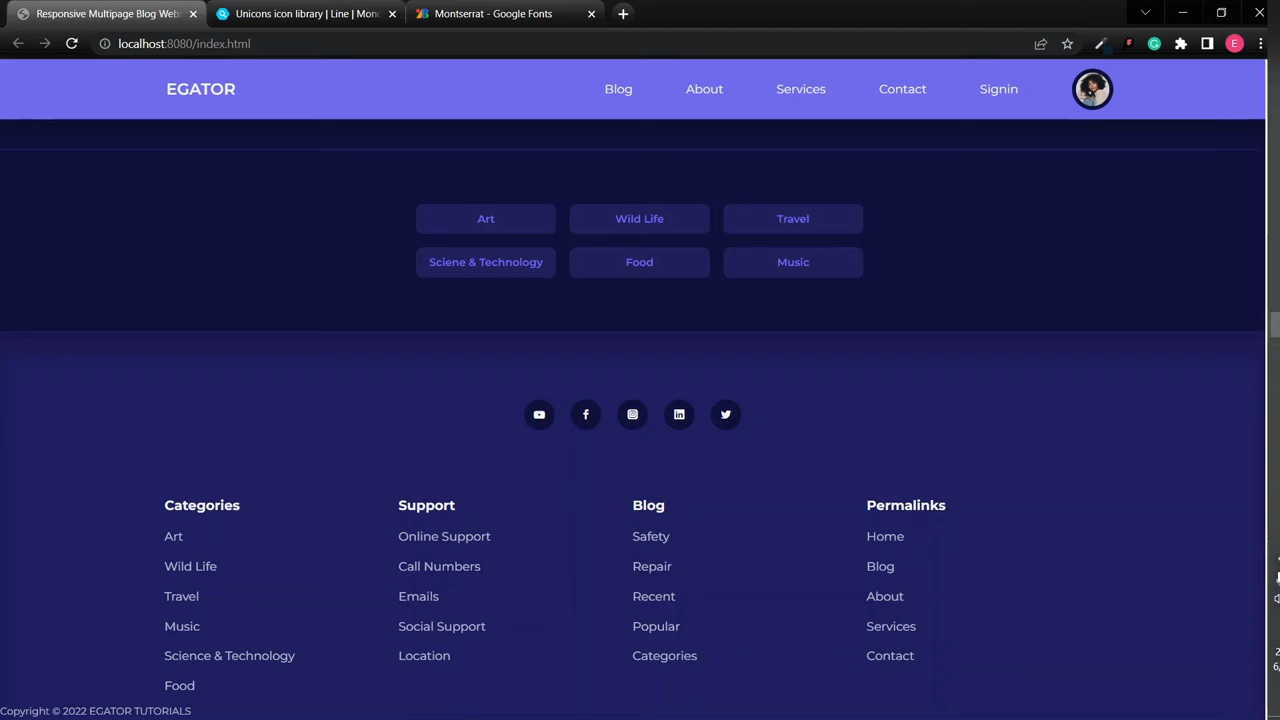 Responsive Multipage Blog Webs
Unicons icon library | Line | Mono
Montserrat - Google Fonts
localhost:8080/index.html
E
EGATOR
Blog
About
Services
Contact
Signin
Art
Wild Life
Travel
Sciene & Technology
Food
Music
Categories
Art
Wild Life
Travel
Music
Science & Technology
Food
Support
Online Support
Call Numbers
Emails
Social Support
Location
Blog
Safety
Repair
Recent
Popular
Categories
Permalinks
Home
Blog
About
Services
Contact
Copyright © 2022 EGATOR TUTORIALS